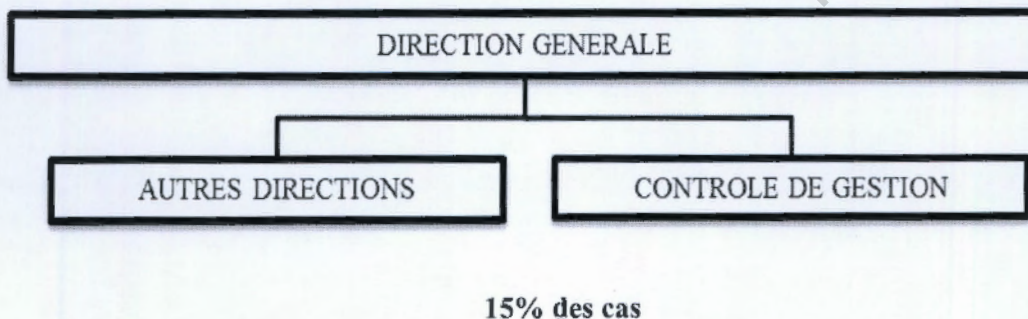 DIRECTION GENERALE
AUTRES DIRECTIONS
CONTROLE DE GESTION
15% des cas